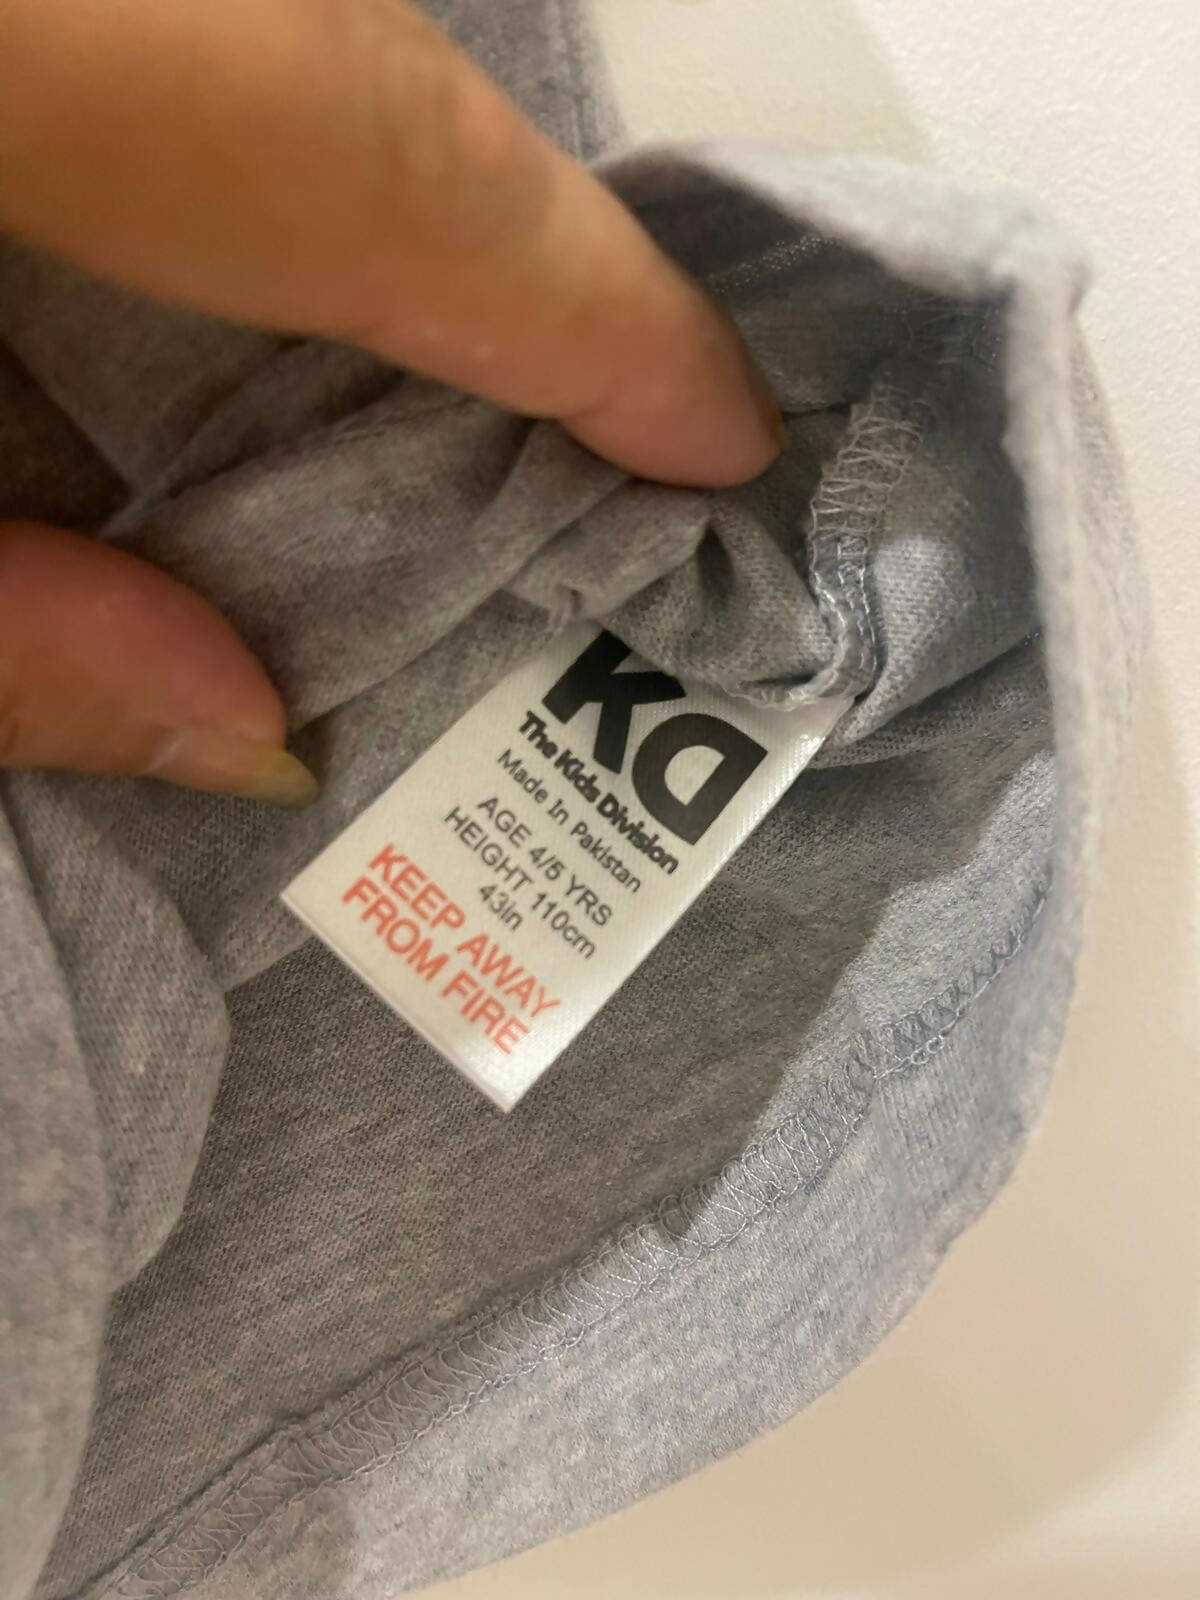 KD
The Kids Division
Made In Pakistan
AGE 4/5 YRS
HEIGHT 110cm
43in
KEEP AWAY
FROM FIRE